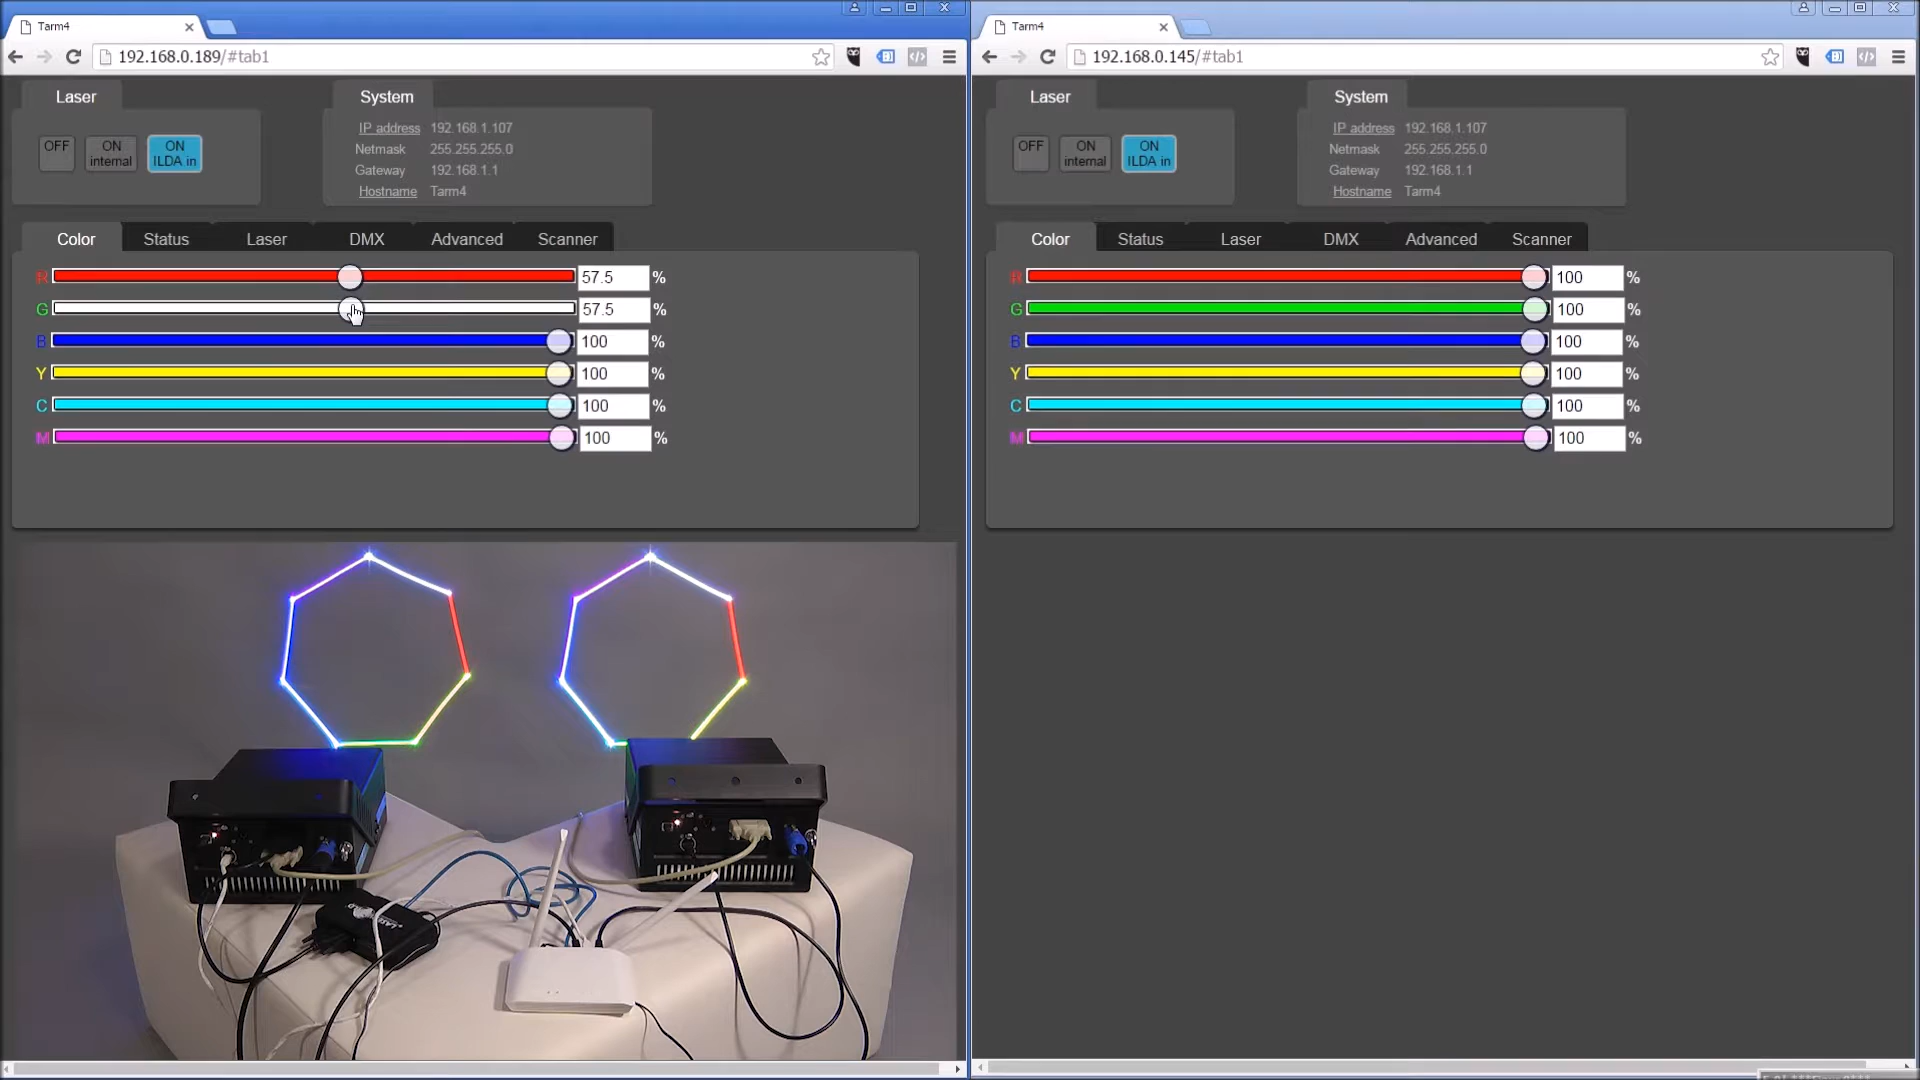 Tarm4
192.168.0.189/#tab1
Laser
System
OFF
ON
internal
ON
ILDA in
IP address 192.168.1.107
Netmask 255.255.255.0
Gateway 192.168.1.1
Hostname Tarm4
Color Status Laser DMX Advanced Scanner
R 57.5 %
G 57.5 %
B 100 %
Y 100 %
C 100 %
M 100 %
Tarm4
192.168.0.145/#tab1
Laser
System
OFF
ON
internal
ON
ILDA in
IP address 192.168.1.107
Netmask 255.255.255.0
Gateway 192.168.1.1
Hostname Tarm4
Color Status Laser DMX Advanced Scanner
R 100 %
G 100 %
B 100 %
Y 100 %
C 100 %
M 100 %